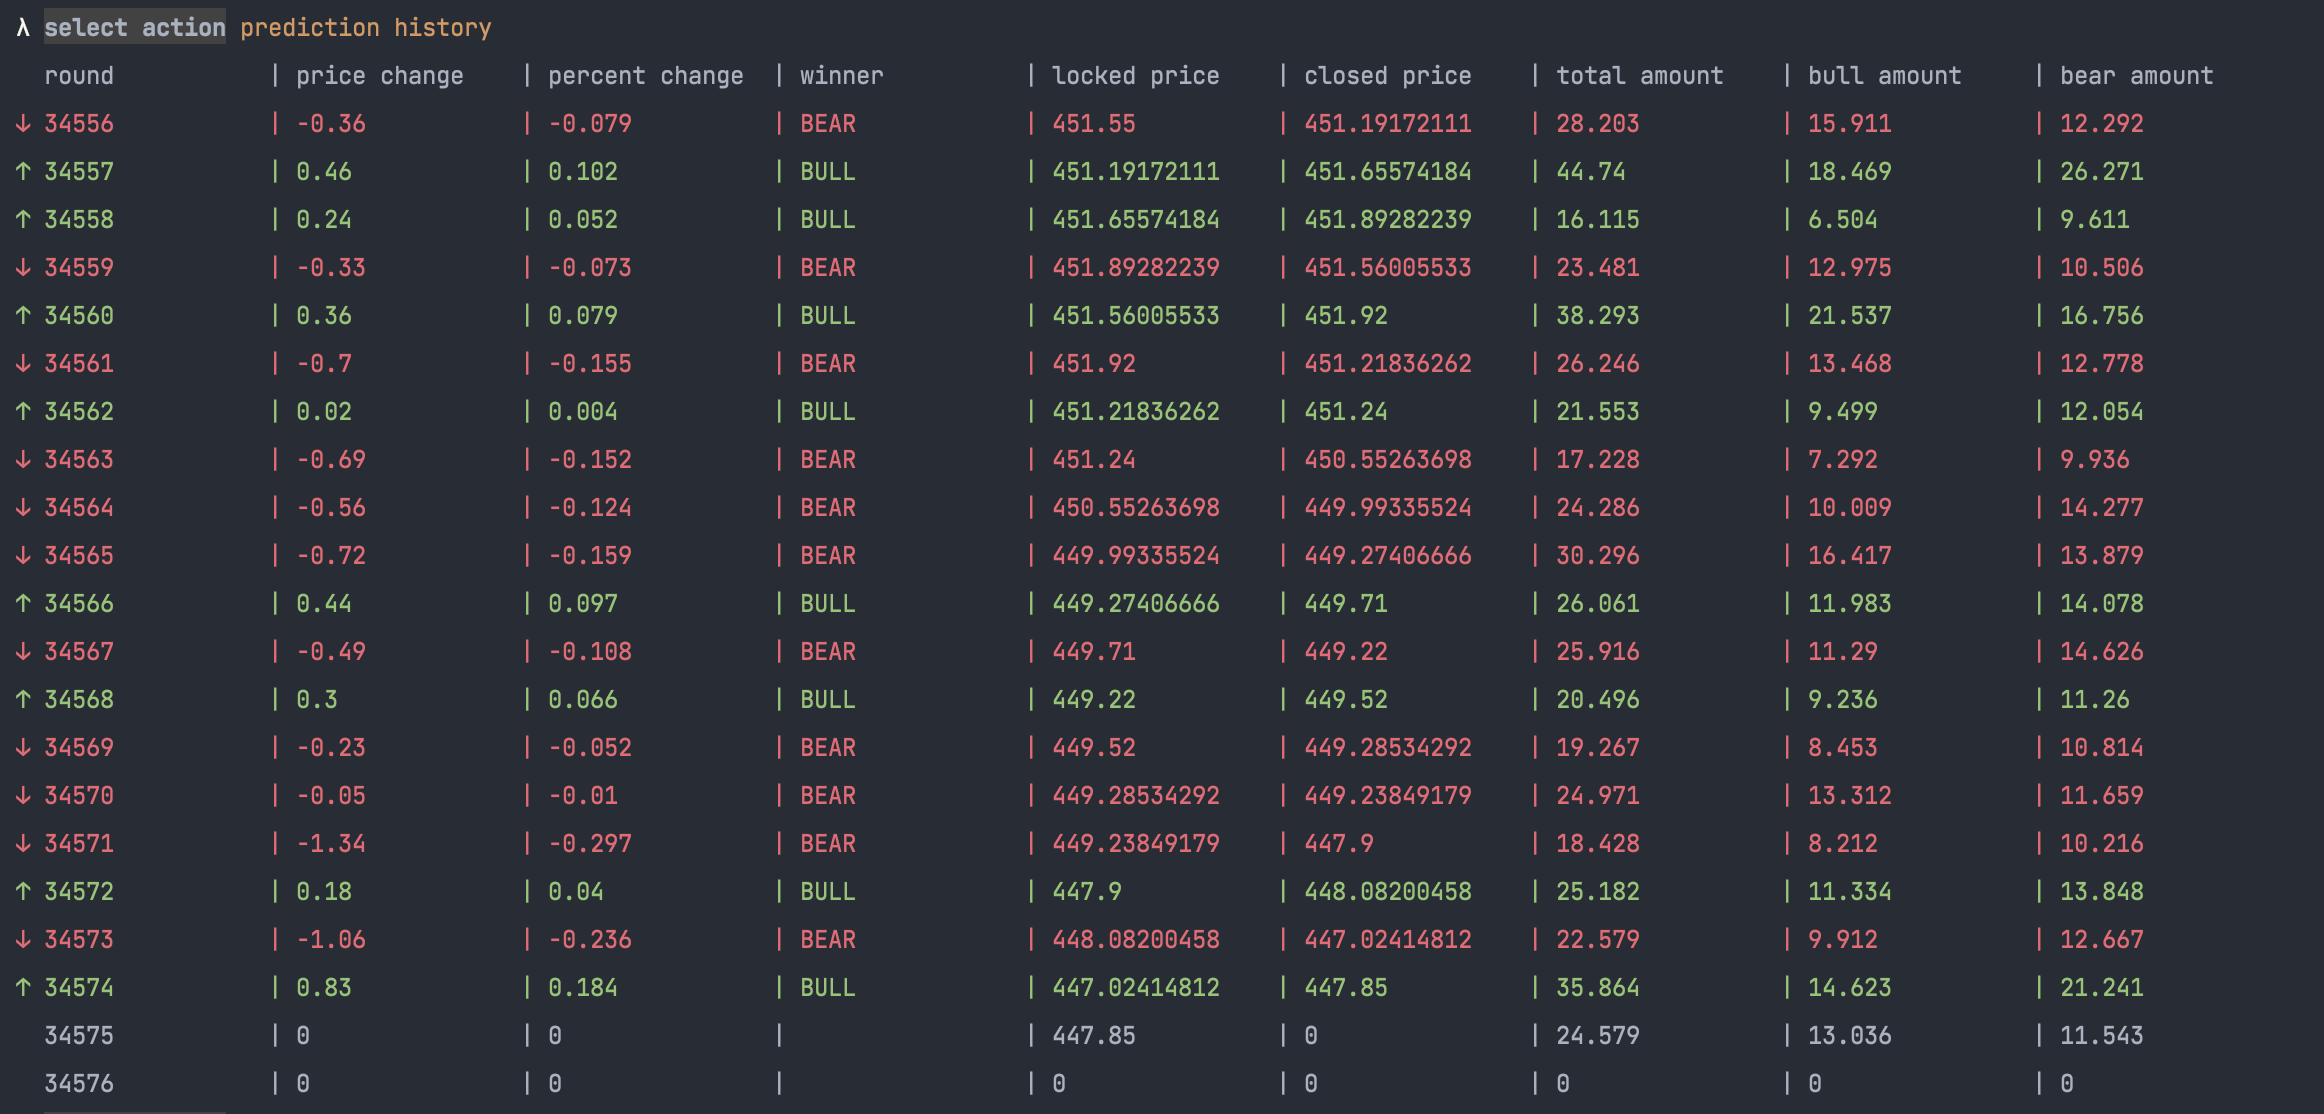 λ select action prediction history
round | price change | percent change | winner | locked price | closed price | total amount | bull amount | bear amount
↓ 34556 | -0.36 | -0.079 | BEAR | 451.55 | 451.19172111 | 28.203 | 15.911 | 12.292
↑ 34557 | 0.46 | 0.102 | BULL | 451.19172111 | 451.65574184 | 44.74 | 18.469 | 26.271
↑ 34558 | 0.24 | 0.052 | BULL | 451.65574184 | 451.89282239 | 16.115 | 6.504 | 9.611
↓ 34559 | -0.33 | -0.073 | BEAR | 451.89282239 | 451.56005533 | 23.481 | 12.975 | 10.506
↑ 34560 | 0.36 | 0.079 | BULL | 451.56005533 | 451.92 | 38.293 | 21.537 | 16.756
↓ 34561 | -0.7 | -0.155 | BEAR | 451.92 | 451.21836262 | 26.246 | 13.468 | 12.778
↑ 34562 | 0.02 | 0.004 | BULL | 451.21836262 | 451.24 | 21.553 | 9.499 | 12.054
↓ 34563 | -0.69 | -0.152 | BEAR | 451.24 | 450.55263698 | 17.228 | 7.292 | 9.936
↓ 34564 | -0.56 | -0.124 | BEAR | 450.55263698 | 449.99335524 | 24.286 | 10.009 | 14.277
↓ 34565 | -0.72 | -0.159 | BEAR | 449.99335524 | 449.27406666 | 30.296 | 16.417 | 13.879
↑ 34566 | 0.44 | 0.097 | BULL | 449.27406666 | 449.71 | 26.061 | 11.983 | 14.078
↓ 34567 | -0.49 | -0.108 | BEAR | 449.71 | 449.22 | 25.916 | 11.29 | 14.626
↑ 34568 | 0.3 | 0.066 | BULL | 449.22 | 449.52 | 20.496 | 9.236 | 11.26
↓ 34569 | -0.23 | -0.052 | BEAR | 449.52 | 449.28534292 | 19.267 | 8.453 | 10.814
↓ 34570 | -0.05 | -0.01 | BEAR | 449.28534292 | 449.23849179 | 24.971 | 13.312 | 11.659
↓ 34571 | -1.34 | -0.297 | BEAR | 449.23849179 | 447.9 | 18.428 | 8.212 | 10.216
↑ 34572 | 0.18 | 0.04 | BULL | 447.9 | 448.08200458 | 25.182 | 11.334 | 13.848
↓ 34573 | -1.06 | -0.236 | BEAR | 448.08200458 | 447.02414812 | 22.579 | 9.912 | 12.667
↑ 34574 | 0.83 | 0.184 | BULL | 447.02414812 | 447.85 | 35.864 | 14.623 | 21.241
34575 | 0 | 0 | | 447.85 | 0 | 24.579 | 13.036 | 11.543
34576 | 0 | 0 | | 0 | 0 | 0 | 0 | 0